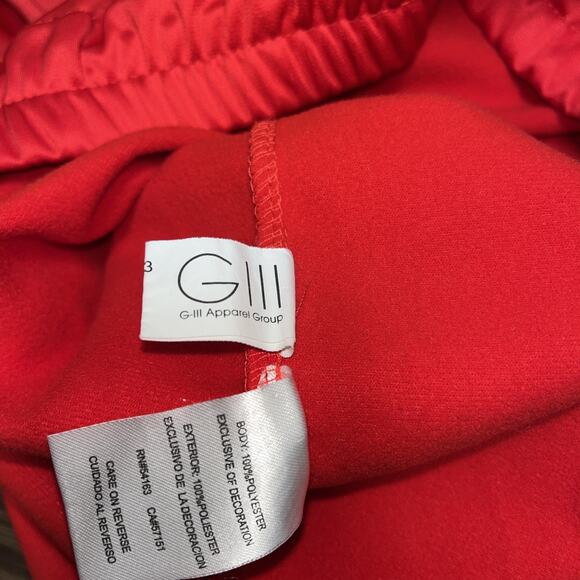 3
GIII
G-III Apparel Group
BODY: 100%POLYESTER
EXCLUSIVE OF DECORATION
EXTERIOR: 100%POLIESTER
EXCLUSIVO DE LA DECORACION
RN#54163 CA#57151
CARE ON REVERSE
CUIDADO AL REVERSO